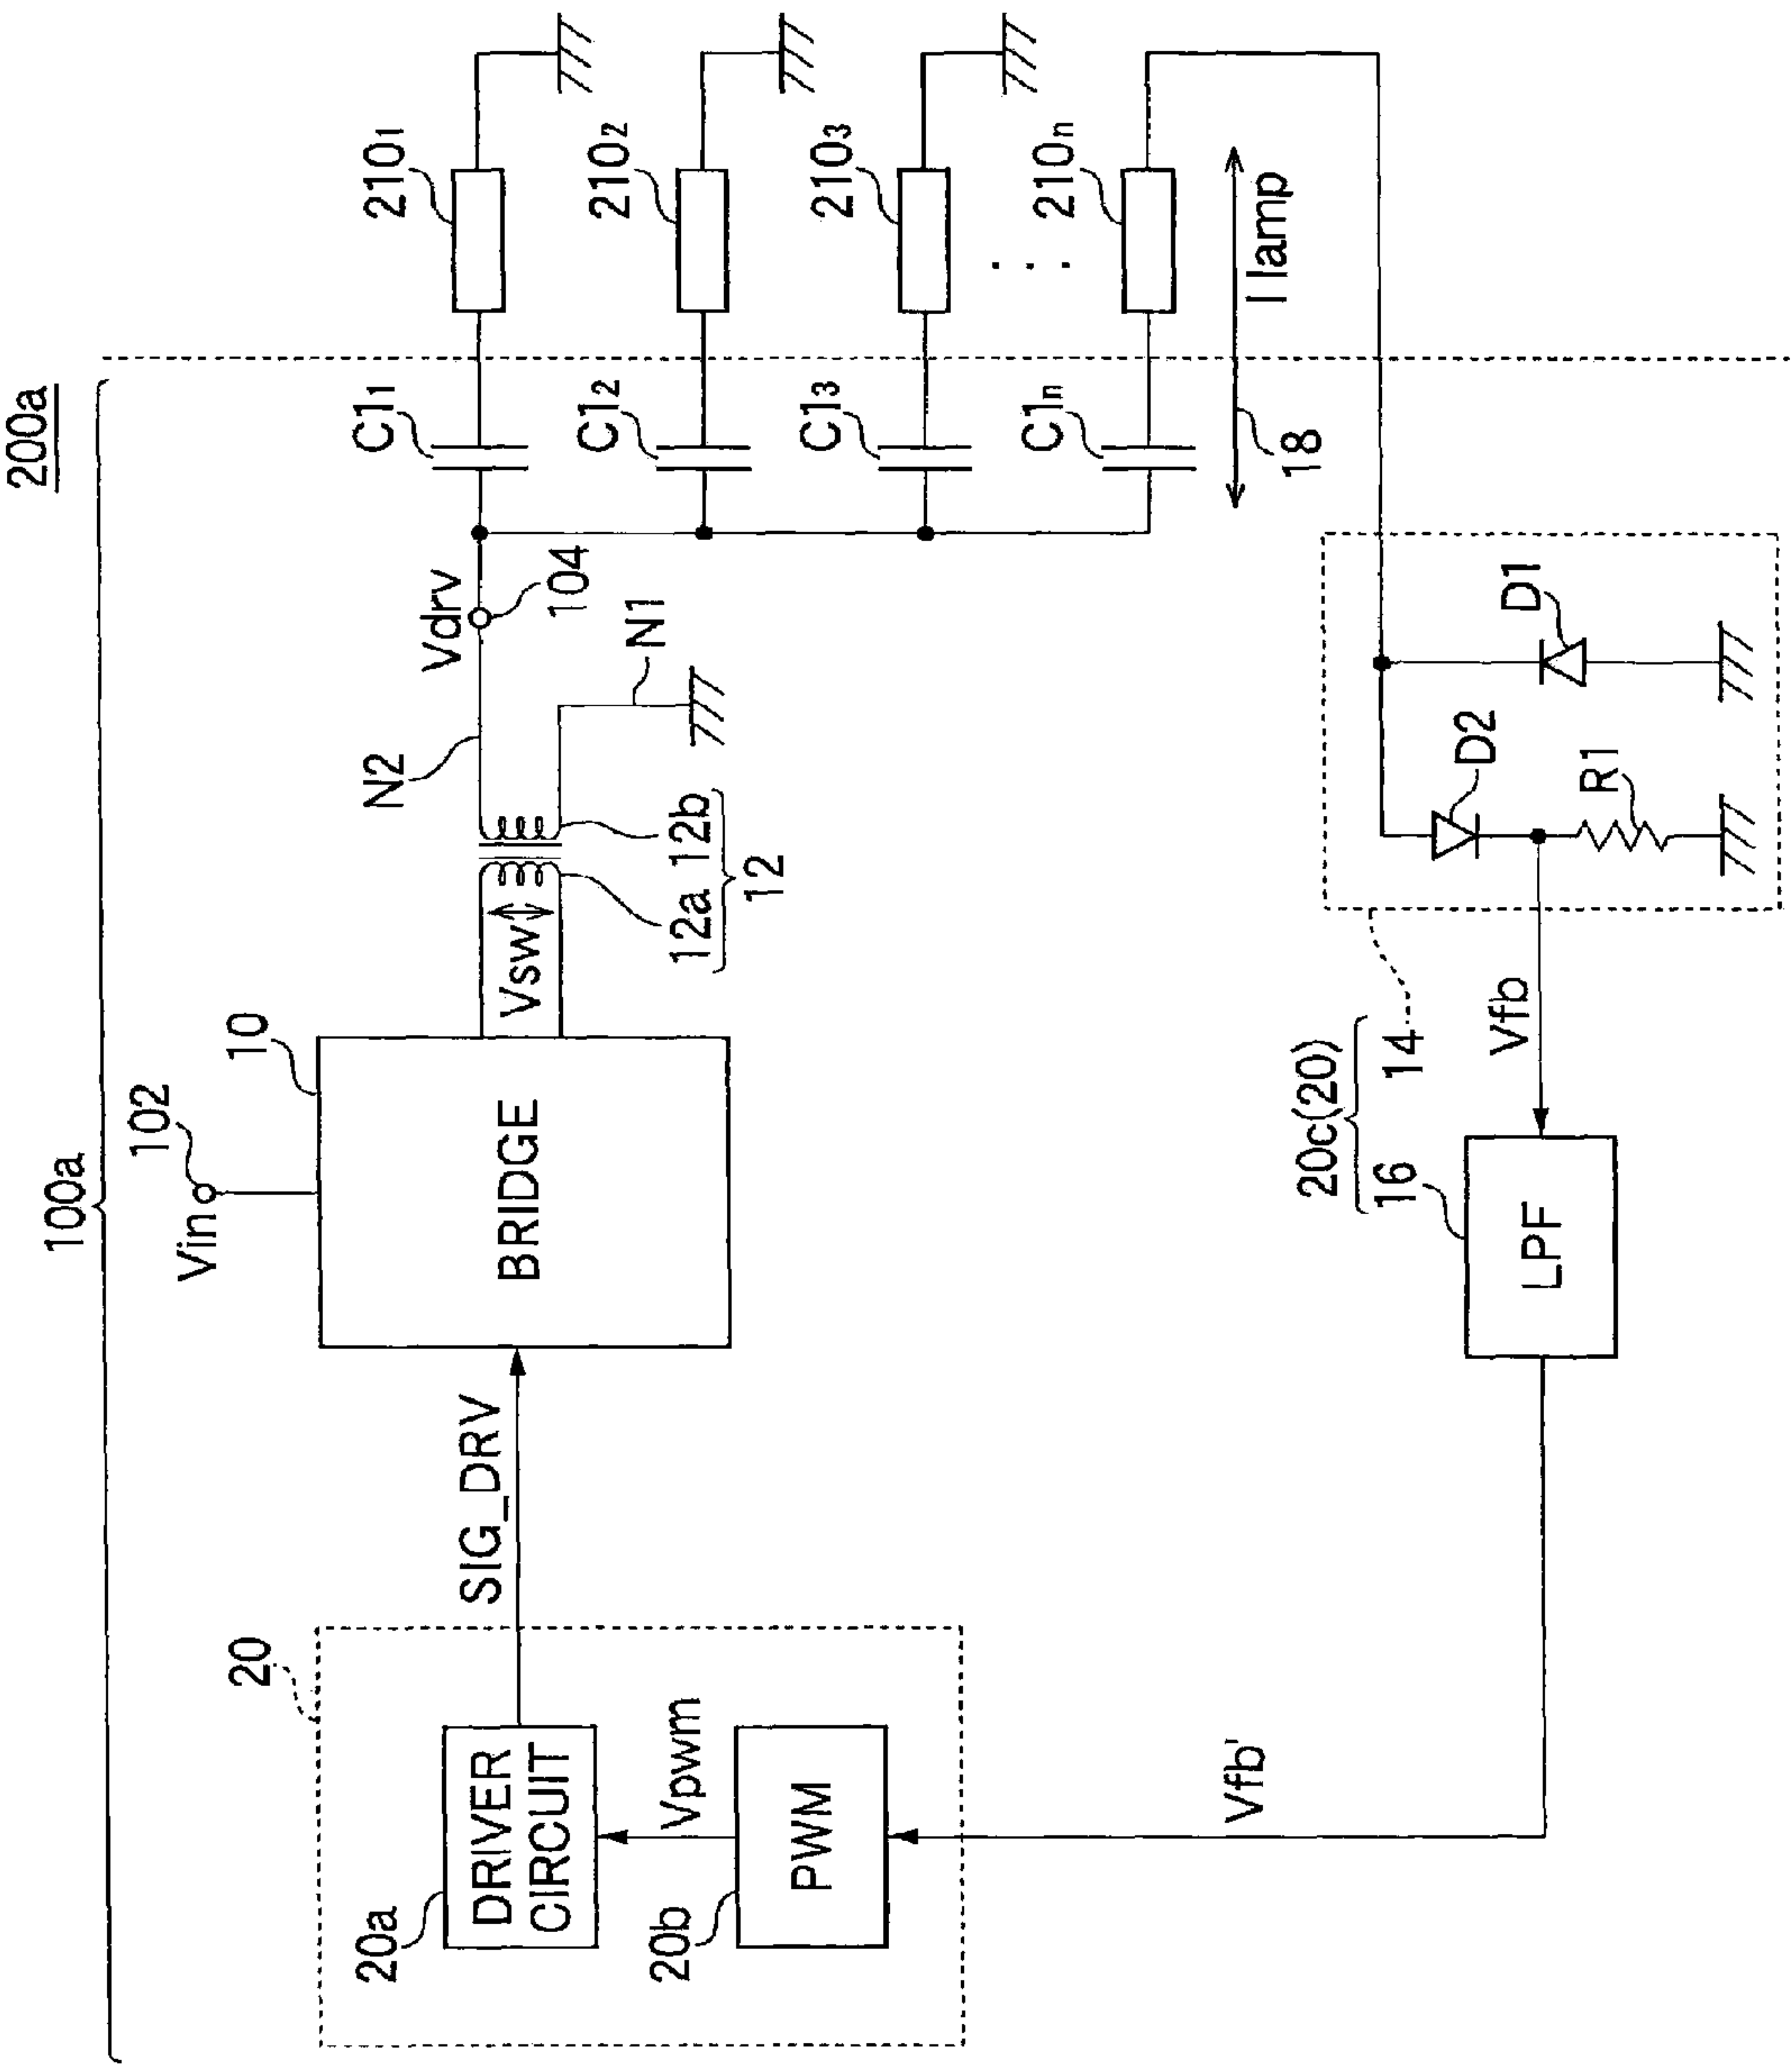 200a
100a
Vin
102
10
BRIDGE
SIG_DRV
20
20a
DRIVER
CIRCUIT
Vpwm
20b
PWM
Vsw
12a
12b
12
N2
N1
Vdrv
104
C1₁
C1₂
C1₃
C1ₙ
210₁
210₂
210₃
210ₙ
I lamp
18
D1
D2
R1
14
16
20c(20)
Vfb
LPF
Vfb'